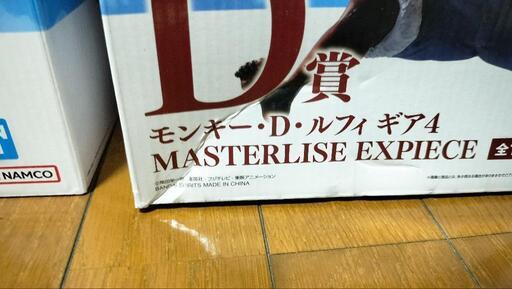 D賞
モンキー・D・ルフィ ギア4
MASTERLISE EXPIECE 全
NAMCO
BANDAI SPIRITS MADE IN CHINA